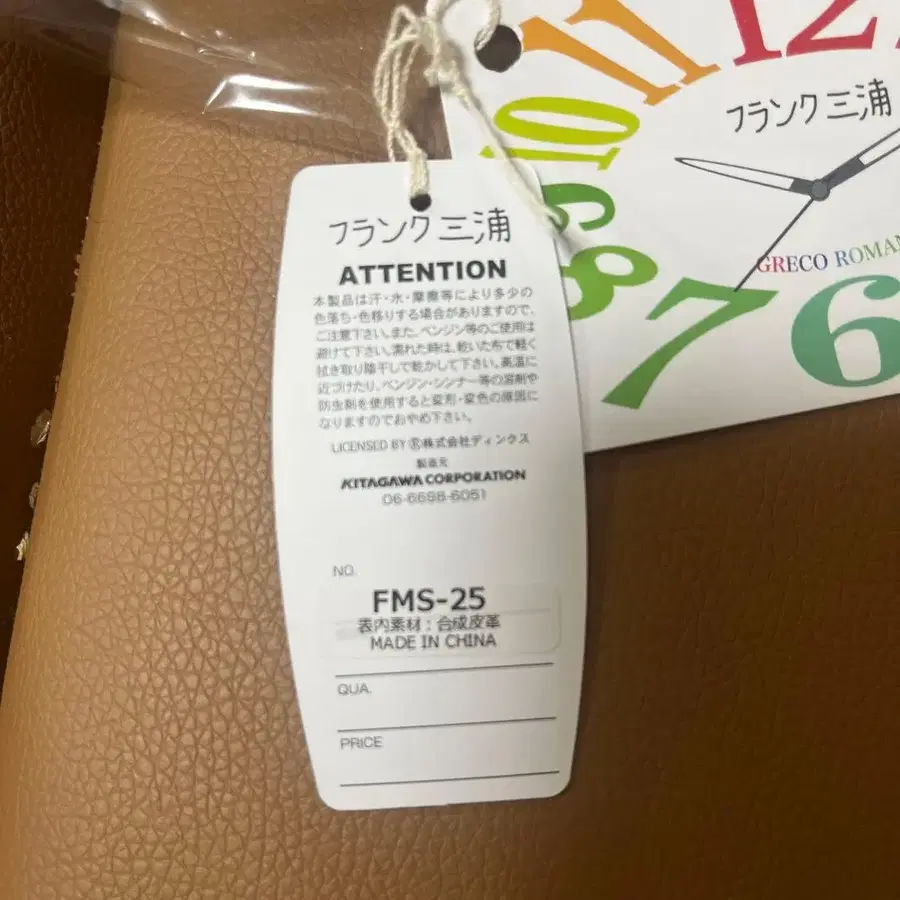 12
11
10
9
8
7
6
フランク三浦
GRECO ROMAN
フランク三浦
ATTENTION
本製品は汗・水・摩擦等により多少の
色落ち・色移りする場合がありますので、
ご注意下さい。また、ベンジン等のご使用は
避けて下さい。濡れた時は、乾いた布で軽く
拭き取り陰干しで乾かして下さい。高温に
近づけたり、ベンジン・シンナー等の溶剤や
防虫剤を使用すると変形・変色の原因に
なりますのでおやめ下さい。
LICENSED BY Ⓡ株式会社ディンクス
製造元
KITAGAWA CORPORATION
06-6698-6051
NO.
FMS-25
表内素材：合成皮革
MADE IN CHINA
QUA.
PRICE